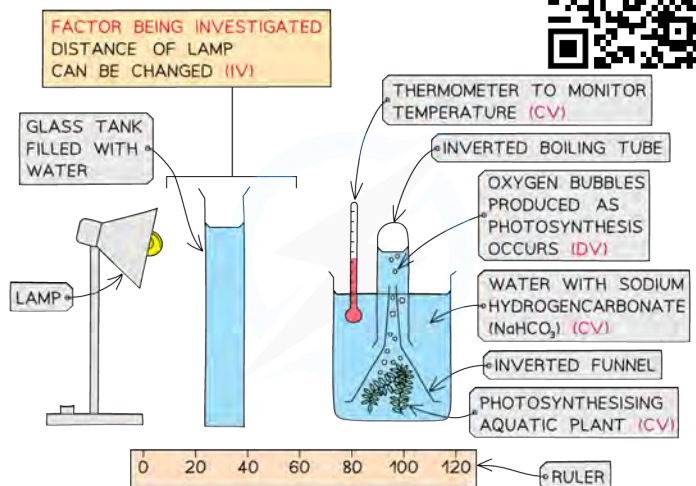 FACTOR BEING INVESTIGATED
DISTANCE OF LAMP
CAN BE CHANGED (IV)
THERMOMETER TO MONITOR
TEMPERATURE (CV)
GLASS TANK
FILLED WITH
WATER
INVERTED BOILING TUBE
OXYGEN BUBBLES
PRODUCED AS
PHOTOSYNTHESIS
OCCURS (DV)
LAMP
WATER WITH SODIUM
HYDROGENCARBONATE
(NaHCO₃) (CV)
INVERTED FUNNEL
PHOTOSYNTHESISING
AQUATIC PLANT (CV)
0 20 40 60 80 100 120
RULER